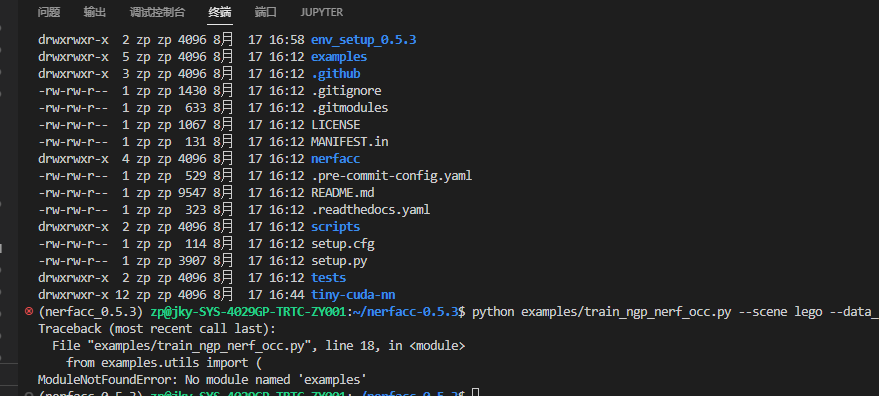 问题 输出 调试控制台 终端 端口 JUPYTER
drwxrwxr-x 2 zp zp 4096 8月 17 16:58 env_setup_0.5.3
drwxrwxr-x 5 zp zp 4096 8月 17 16:12 examples
drwxrwxr-x 3 zp zp 4096 8月 17 16:12 .github
-rw-rw-r-- 1 zp zp 1430 8月 17 16:12 .gitignore
-rw-rw-r-- 1 zp zp 633 8月 17 16:12 .gitmodules
-rw-rw-r-- 1 zp zp 1067 8月 17 16:12 LICENSE
-rw-rw-r-- 1 zp zp 131 8月 17 16:12 MANIFEST.in
drwxrwxr-x 4 zp zp 4096 8月 17 16:12 nerfacc
-rw-rw-r-- 1 zp zp 529 8月 17 16:12 .pre-commit-config.yaml
-rw-rw-r-- 1 zp zp 9547 8月 17 16:12 README.md
-rw-rw-r-- 1 zp zp 323 8月 17 16:12 .readthedocs.yaml
drwxrwxr-x 2 zp zp 4096 8月 17 16:12 scripts
-rw-rw-r-- 1 zp zp 114 8月 17 16:12 setup.cfg
-rw-rw-r-- 1 zp zp 3907 8月 17 16:12 setup.py
drwxrwxr-x 2 zp zp 4096 8月 17 16:12 tests
drwxrwxr-x 12 zp zp 4096 8月 17 16:44 tiny-cuda-nn
(nerfacc_0.5.3) zp@jky-SYS-4029GP-TRTC-ZY001:~/nerfacc-0.5.3$ python examples/train_ngp_nerf_occ.py --scene lego --data_
Traceback (most recent call last):
File "examples/train_ngp_nerf_occ.py", line 18, in <module>
from examples.utils import (
ModuleNotFoundError: No module named 'examples'
(nerfacc_0.5.3) zp@jky-SYS-4029GP-TRTC-ZY001:~/nerfacc-0.5.3$